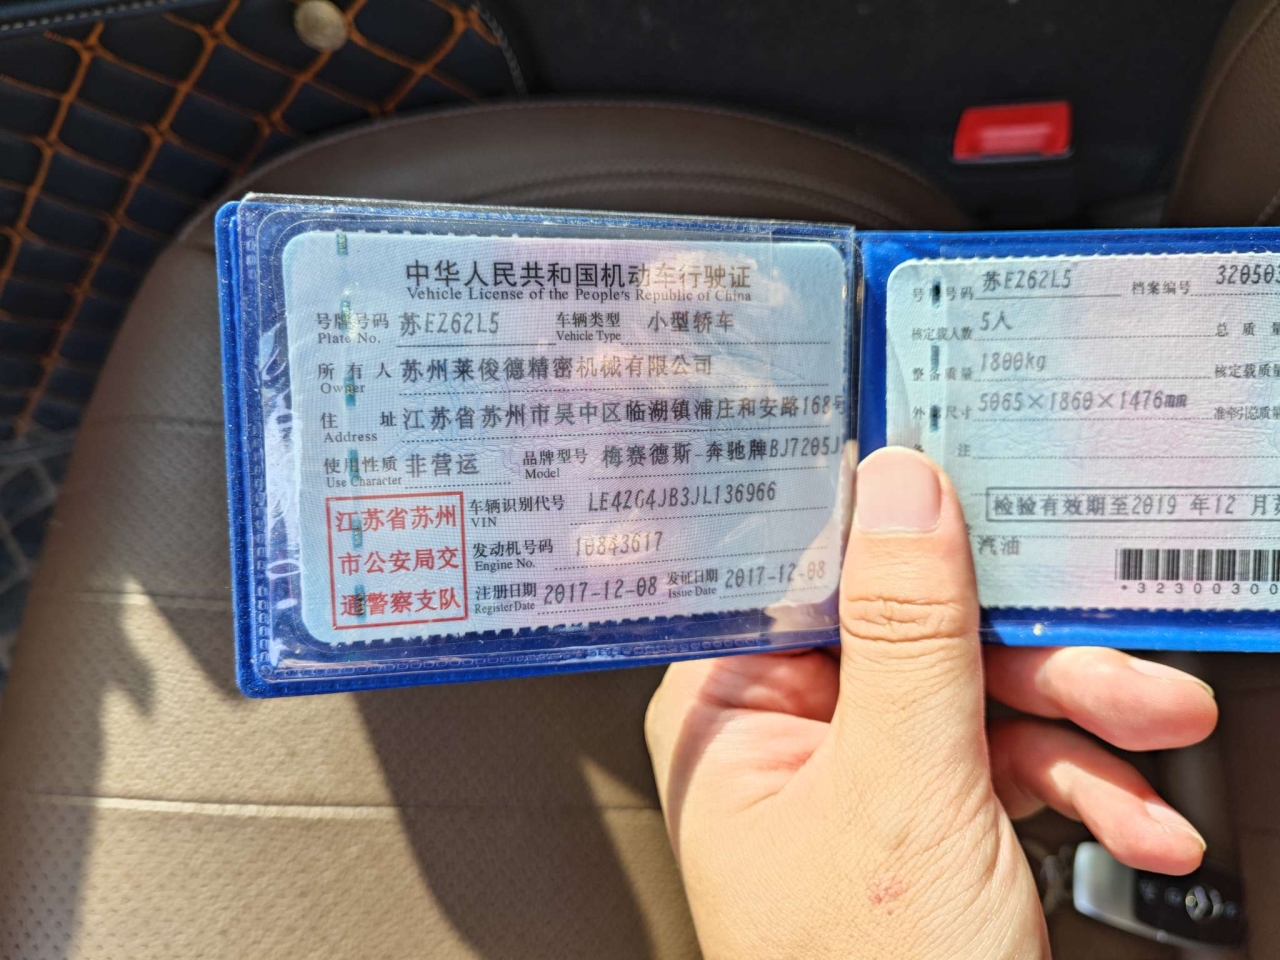 中华人民共和国机动车行驶证
Vehicle License of the People's Republic of China
号牌号码 苏EZ62L5 车辆类型 小型轿车
Plate No. Vehicle Type
所有人 苏州莱俊德精密机械有限公司
Owner
住址 江苏省苏州市吴中区临湖镇浦庄和安路168号
Address
使用性质 非营运 品牌型号 梅赛德斯-奔驰牌BJ7205J
Use Character Model
江苏省苏州
市公安局交
通警察支队
车辆识别代号 LE42G4JB3JL136966
VIN
发动机号码 10843617
Engine No.
注册日期 2017-12-08 发证日期 2017-12-08
Register Date Issue Date
号牌号码 苏EZ62L5 档案编号 320503
核定载人数 5人 总质量
整备质量 1800kg 核定载质量
外廓尺寸 5065×1860×1476mm 准牵引总质量
备注
检验有效期至2019年12月
汽油
*32300300